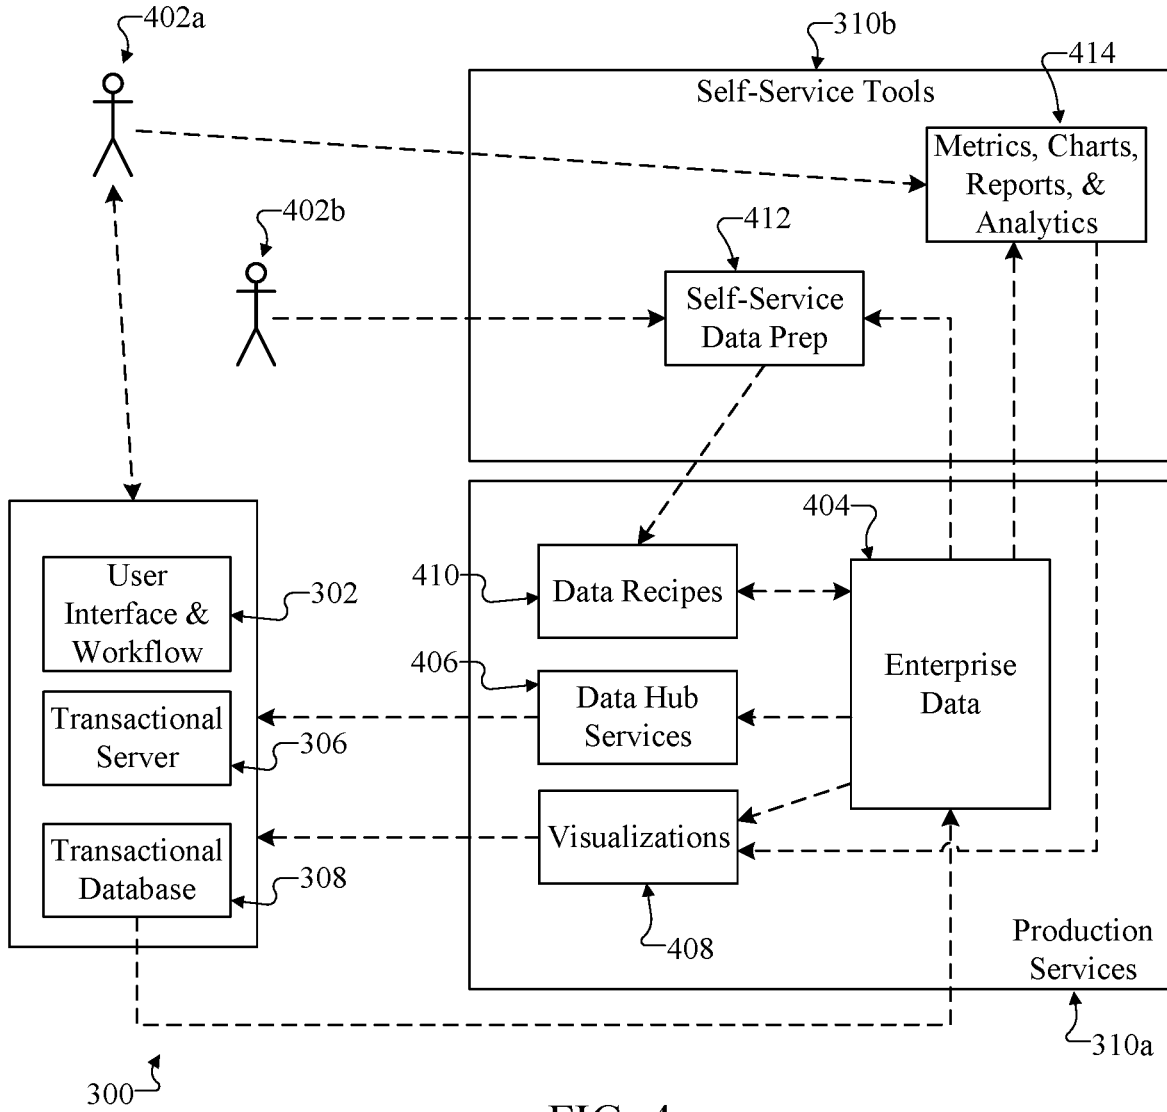 402a
310b
414
Self-Service Tools
Metrics, Charts,
Reports, &
Analytics
402b
412
Self-Service
Data Prep
404
User
Interface &
Workflow
302
410
Data Recipes
406
Data Hub
Services
Enterprise
Data
Transactional
Server
306
Visualizations
Transactional
Database
308
408
Production
Services
310a
300
FIG. 4